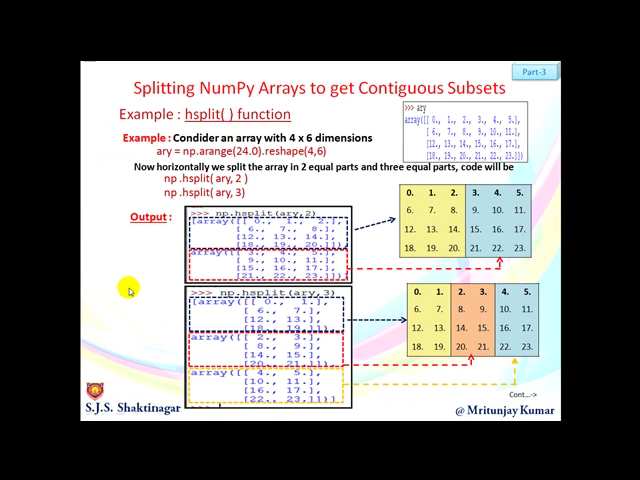 Part-3
Splitting NumPy Arrays to get Contiguous Subsets
Example : hsplit( ) function
>>> ary
array([[ 0., 1., 2., 3., 4., 5.],
[ 6., 7., 8., 9., 10., 11.],
[12., 13., 14., 15., 16., 17.],
[18., 19., 20., 21., 22., 23.]])
Example : Condider an array with 4 x 6 dimensions
ary = np.arange(24.0).reshape(4,6)
Now horizontally we split the array in 2 equal parts and three equal parts, code will be
np .hsplit( ary, 2 )
np .hsplit( ary, 3)
Output :
>>> np.hsplit(ary,2)
[array([[ 0., 1., 2.],
[ 6., 7., 8.],
[12., 13., 14.],
[18., 19., 20.]]),
array([[ 3., 4., 5.],
[ 9., 10., 11.],
[15., 16., 17.],
[21., 22., 23.]])]
0. 1. 2. 3. 4. 5.
6. 7. 8. 9. 10. 11.
12. 13. 14. 15. 16. 17.
18. 19. 20. 21. 22. 23.
>>> np.hsplit(ary,3)
[array([[ 0., 1.],
[ 6., 7.],
[12., 13.],
[18., 19.]]),
array([[ 2., 3.],
[ 8., 9.],
[14., 15.],
[20., 21.]]),
array([[ 4., 5.],
[10., 11.],
[16., 17.],
[22., 23.]])]
>>>
0. 1. 2. 3. 4. 5.
6. 7. 8. 9. 10. 11.
12. 13. 14. 15. 16. 17.
18. 19. 20. 21. 22. 23.
Cont...->
S.J.S. Shaktinagar
@ Mritunjay Kumar